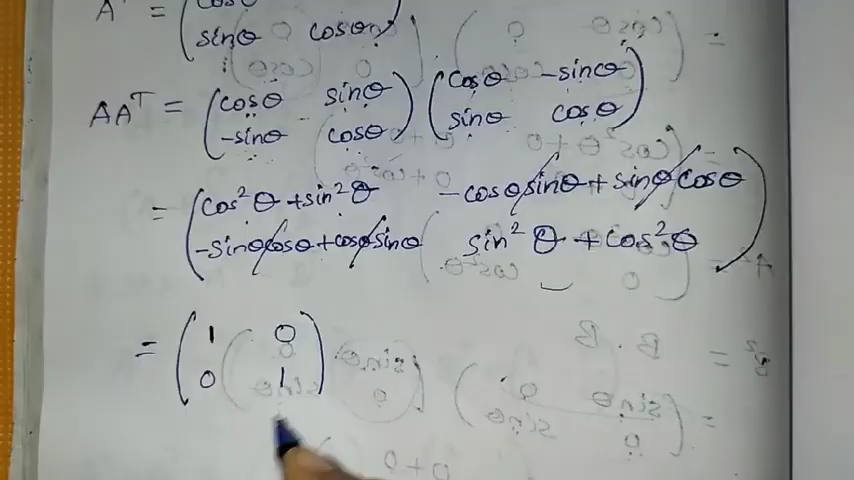 A = ( cosθ
sinθ cosθ )
AAᵀ = ( cosθ sinθ ) ( cosθ -sinθ )
( -sinθ cosθ ) ( sinθ cosθ )
= ( cos²θ + sin²θ -cosθsinθ + sinθcosθ )
( -sinθcosθ + cosθsinθ sin²θ + cos²θ )
= ( 1 0 )
( 0 1 )